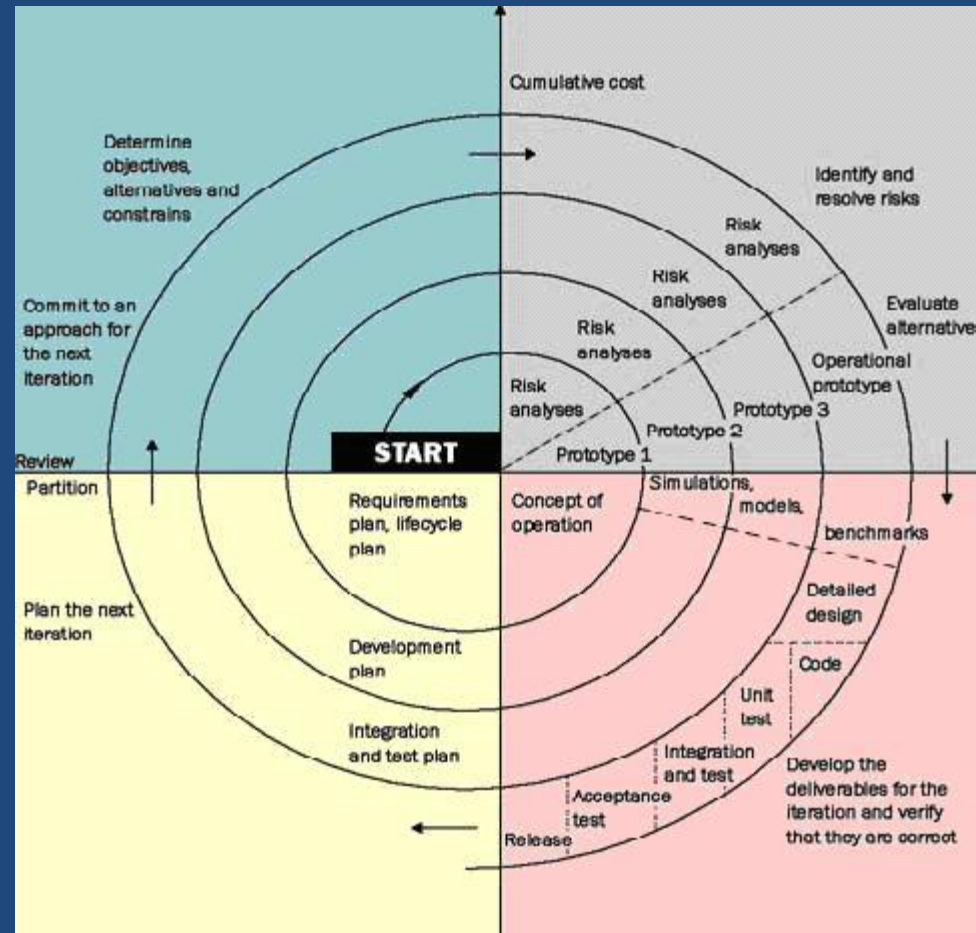 Cumulative cost
Determine
objectives,
alternatives and
constrains
Identify and
resolve risks
Risk
analyses
Risk
analyses
Risk
analyses
Risk
analyses
Commit to an
approach for
the next
iteration
Evaluate
alternatives
Operational
prototype
Prototype 3
Prototype 2
Prototype 1
START
Review
Partition
Requirements
plan, lifecycle
plan
Concept of
operation
Simulations,
models,
benchmarks
Detailed
design
Code
Unit
test
Integration
and test
Acceptance
test
Release
Plan the next
iteration
Development
plan
Integration
and test plan
Develop the
deliverables for the
iteration and verify
that they are correct